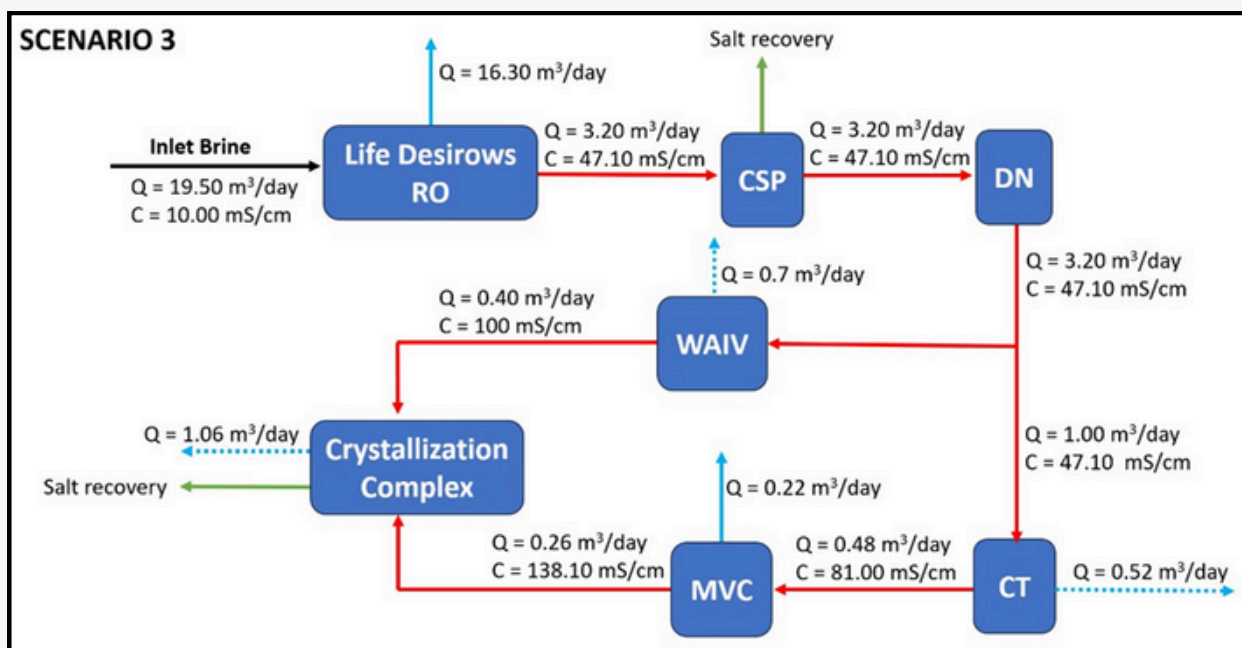 SCENARIO 3
Salt recovery
Q = 16.30 m³/day
Inlet Brine
Q = 19.50 m³/day
C = 10.00 mS/cm
Life Desirows
RO
Q = 3.20 m³/day
C = 47.10 mS/cm
CSP
Q = 3.20 m³/day
C = 47.10 mS/cm
DN
Q = 3.20 m³/day
C = 47.10 mS/cm
Q = 0.7 m³/day
WAIV
Q = 0.40 m³/day
C = 100 mS/cm
Q = 1.06 m³/day
Salt recovery
Crystallization
Complex
Q = 1.00 m³/day
C = 47.10 mS/cm
Q = 0.22 m³/day
Q = 0.26 m³/day
C = 138.10 mS/cm
MVC
Q = 0.48 m³/day
C = 81.00 mS/cm
CT
Q = 0.52 m³/day